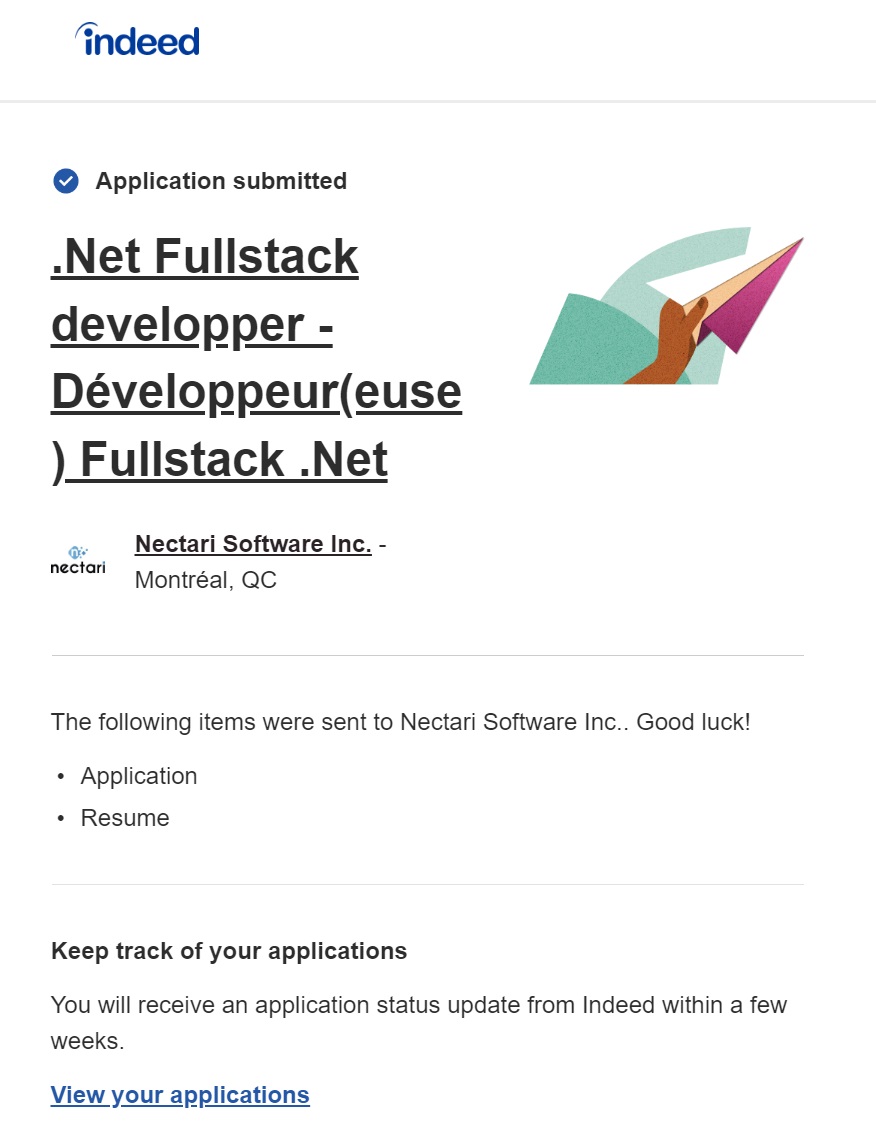 indeed
Application submitted
.Net Fullstack
developper -
Développeur(euse
) Fullstack .Net
nectari
Nectari Software Inc. -
Montréal, QC
The following items were sent to Nectari Software Inc.. Good luck!
• Application
• Resume
Keep track of your applications
You will receive an application status update from Indeed within a few
weeks.
View your applications